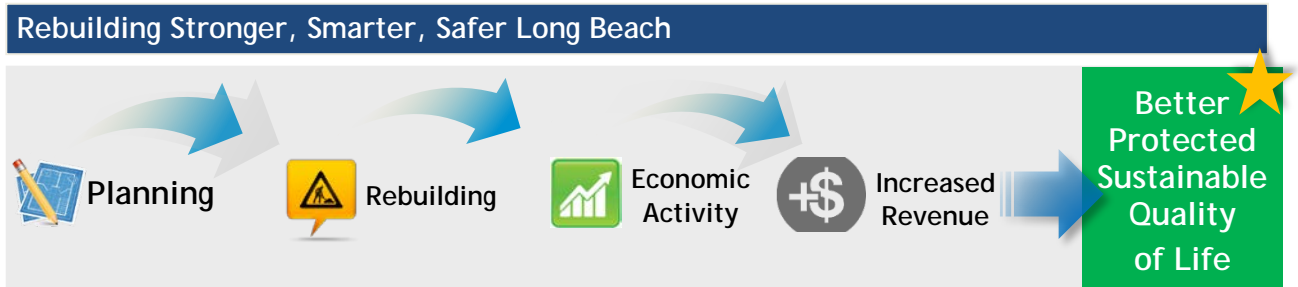 Rebuilding Stronger, Smarter, Safer Long Beach
Planning
Rebuilding
Economic
Activity
+$
Increased
Revenue
Better
Protected
Sustainable
Quality
of Life